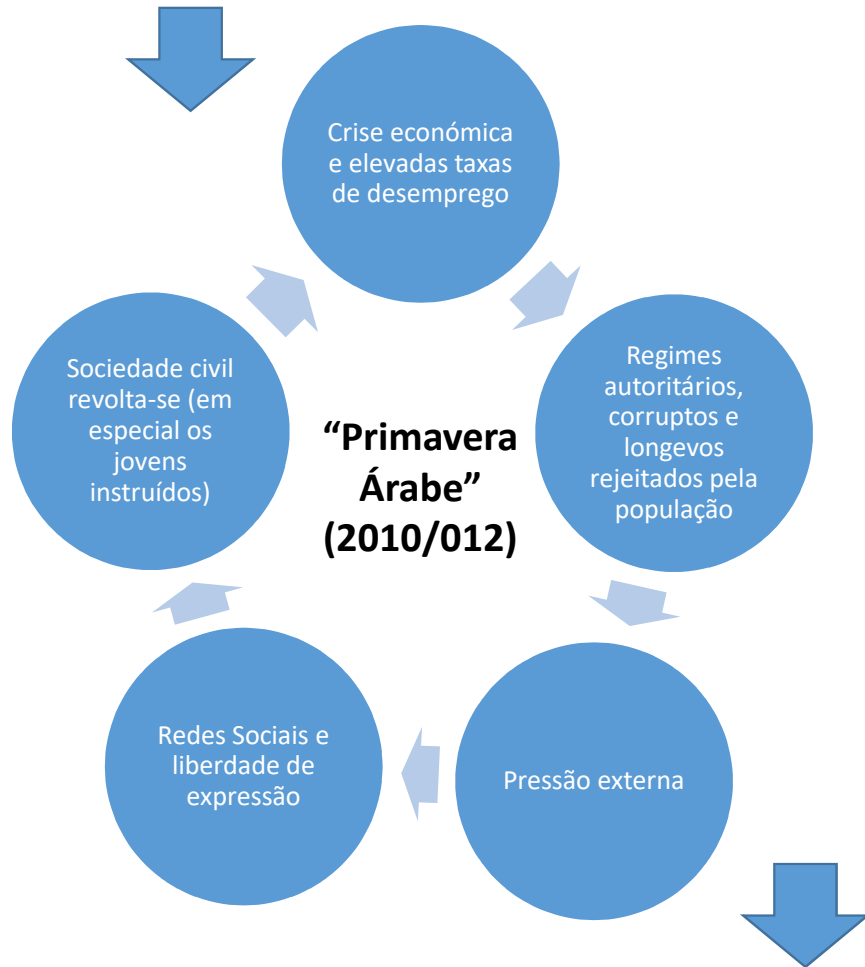 Crise económica
e elevadas taxas
de desemprego
Regimes
autoritários,
corruptos e
longevos
rejeitados pela
população
Pressão externa
Redes Sociais e
liberdade de
expressão
Sociedade civil
revolta-se (em
especial os
jovens
instruídos)
“Primavera
Árabe”
(2010/012)